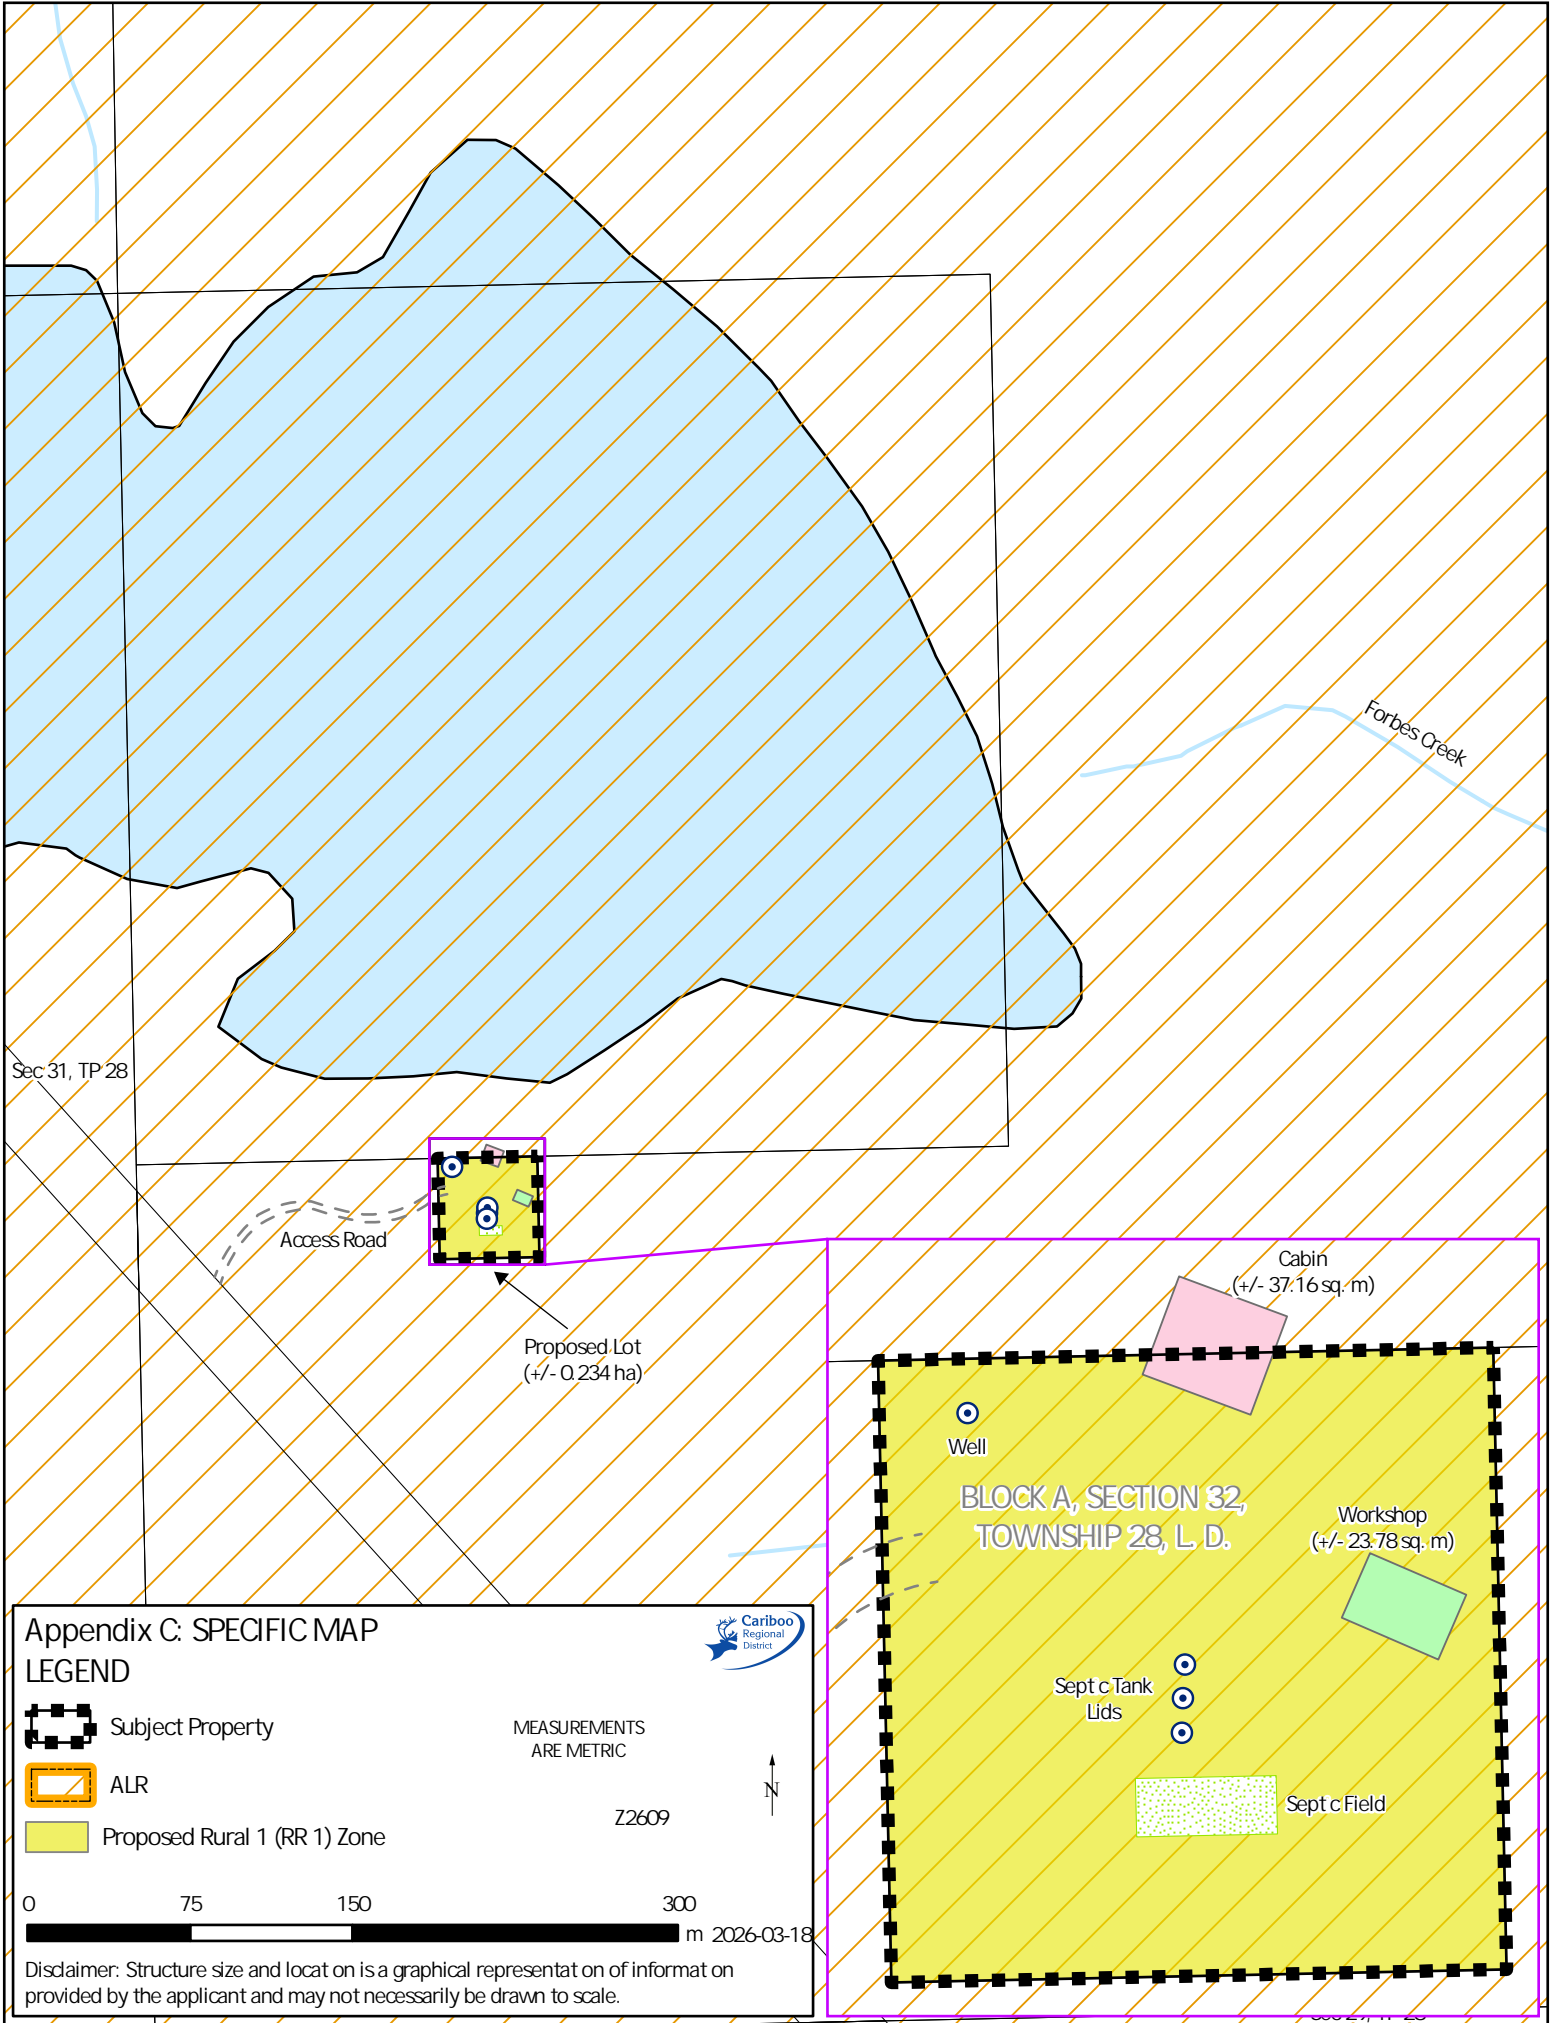 Forbes Creek
Sec 31, TP 28
Access Road
Proposed Lot
(+/- 0.234 ha)
Cabin
(+/- 37.16 sq. m)
Well
BLOCK A, SECTION 32,
TOWNSHIP 28, L. D.
Workshop
(+/- 23.78 sq. m)
Sept c Tank
Lids
Sept c Field
Appendix C: SPECIFIC MAP
LEGEND
Cariboo
Regional
District
Subject Property
MEASUREMENTS
ARE METRIC
ALR
N
Z2609
Proposed Rural 1 (RR 1) Zone
0 75 150 300
m 2026-03-18
Disclaimer: Structure size and locat on is a graphical representat on of informat on
provided by the applicant and may not necessarily be drawn to scale.